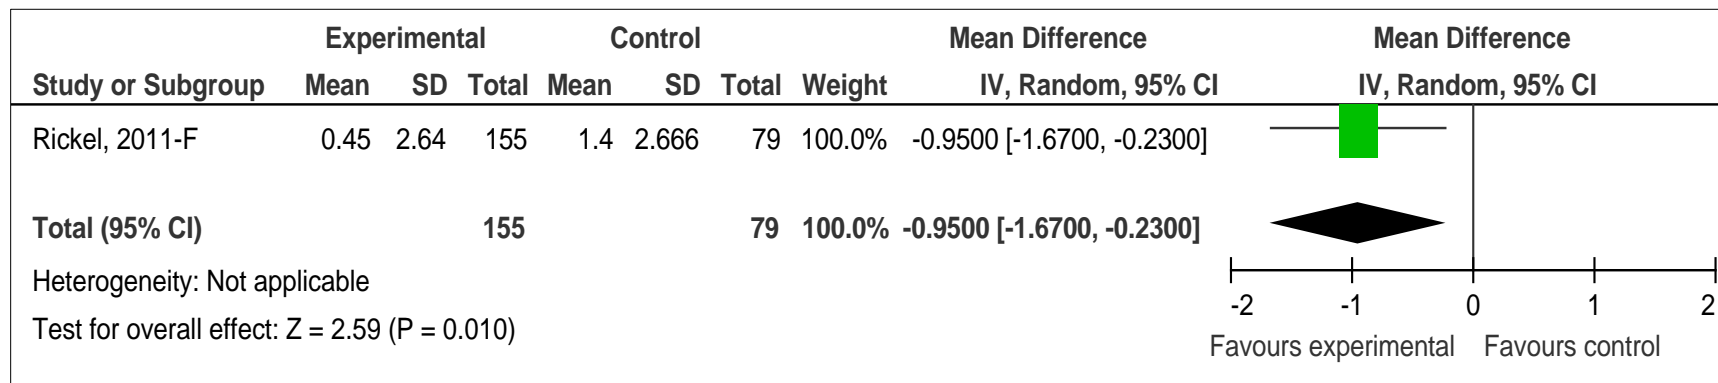 Experimental Control Mean Difference Mean Difference
Study or Subgroup Mean SD Total Mean SD Total Weight IV, Random, 95% CI IV, Random, 95% CI
Rickel, 2011-F 0.45 2.64 155 1.4 2.666 79 100.0% -0.9500 [-1.6700, -0.2300]
Total (95% CI) 155 79 100.0% -0.9500 [-1.6700, -0.2300]
Heterogeneity: Not applicable
Test for overall effect: Z = 2.59 (P = 0.010)
-2 -1 0 1 2
Favours experimental Favours control